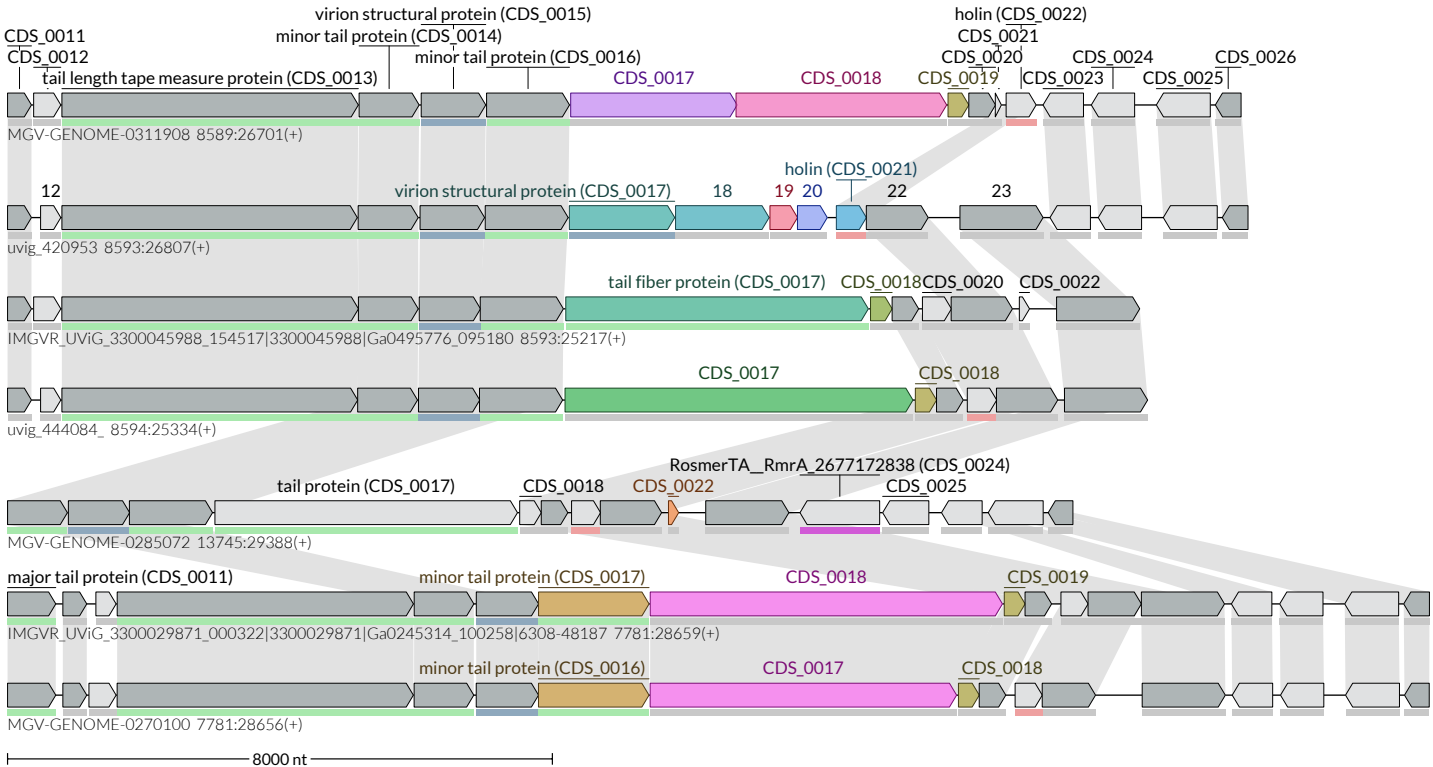 virion structural protein (CDS_0015) holin (CDS_0022)
CDS_0011 minor tail protein (CDS_0014) CDS_0021
CDS_0012 minor tail protein (CDS_0016) CDS_0020 CDS_0024 CDS_0026
tail length tape measure protein (CDS_0013) CDS_0017 CDS_0018 CDS_0019 CDS_0023 CDS_0025
MGV-GENOME-0311908 8589:26701(+)
holin (CDS_0021)
12 virion structural protein (CDS_0017) 18 19 20 22 23
uvig_420953 8593:26807(+)
tail fiber protein (CDS_0017) CDS_0018 CDS_0020 CDS_0022
IMGVR_UViG_3300045988_154517|3300045988|Ga0495776_095180 8593:25217(+)
CDS_0017 CDS_0018
uvig_444084_ 8594:25334(+)
RosmerTA__RmrA_2677172838 (CDS_0024)
tail protein (CDS_0017) CDS_0018 CDS_0022 CDS_0025
MGV-GENOME-0285072 13745:29388(+)
major tail protein (CDS_0011) minor tail protein (CDS_0017) CDS_0018 CDS_0019
IMGVR_UViG_3300029871_000322|3300029871|Ga0245314_100258|6308-48187 7781:28659(+)
minor tail protein (CDS_0016) CDS_0017 CDS_0018
MGV-GENOME-0270100 7781:28656(+)
8000 nt